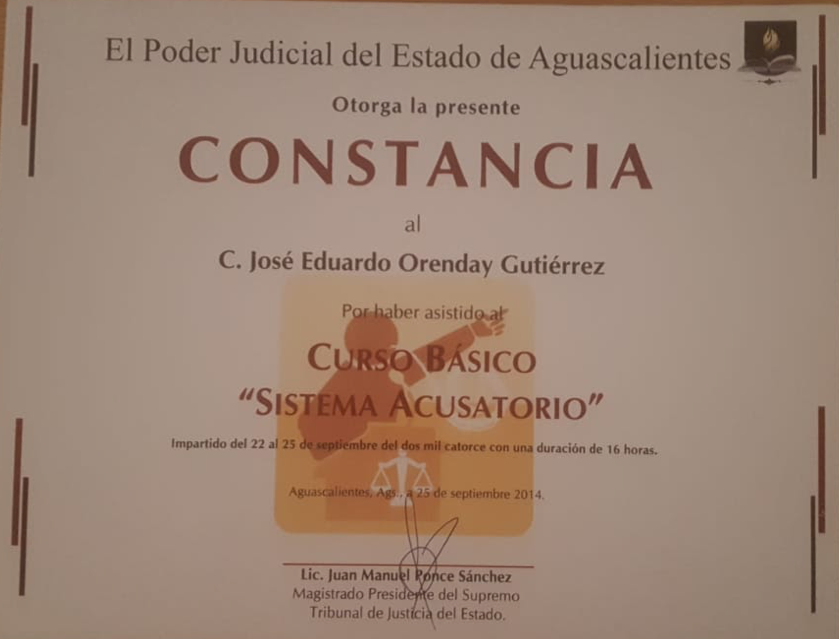 El Poder Judicial del Estado de Aguascalientes
Otorga la presente
CONSTANCIA
al
C. José Eduardo Orenday Gutiérrez
Por haber asistido al
CURSO BÁSICO
“SISTEMA ACUSATORIO”
Impartido del 22 al 25 de septiembre del dos mil catorce con una duración de 16 horas.
Aguascalientes, Ags., a 25 de septiembre 2014.
Lic. Juan Manuel Ponce Sánchez
Magistrado Presidente del Supremo
Tribunal de Justicia del Estado.